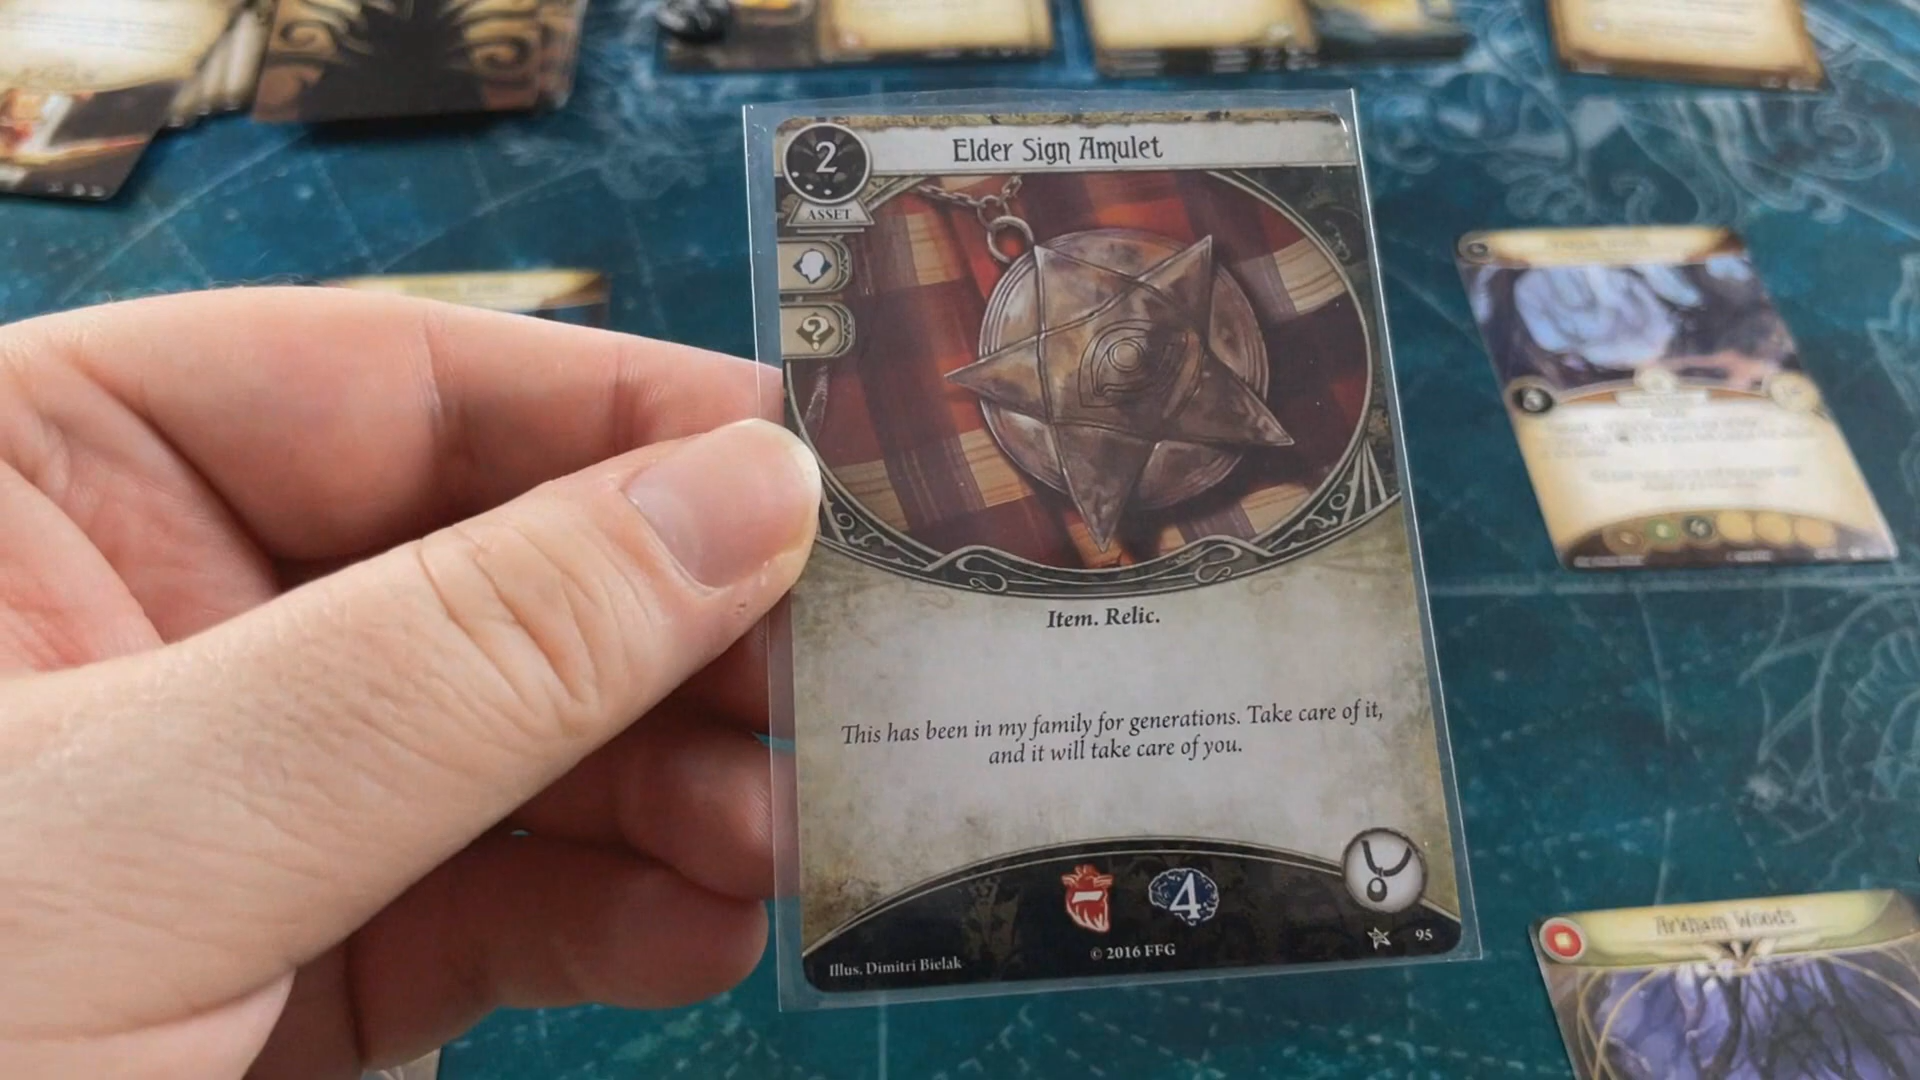 2
Elder Sign Amulet
ASSET
?
Item. Relic.
This has been in my family for generations. Take care of it,
and it will take care of you.
4
Illus. Dimitri Bielak
© 2016 FFG
95
Arkham Woods